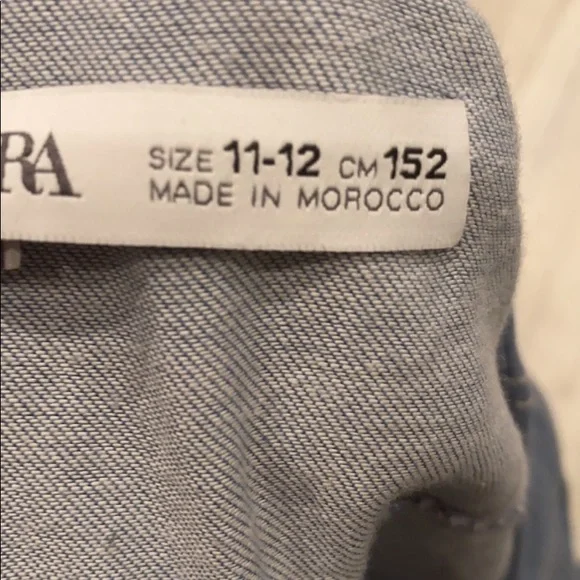 RA
SIZE 11-12 CM 152
MADE IN MOROCCO